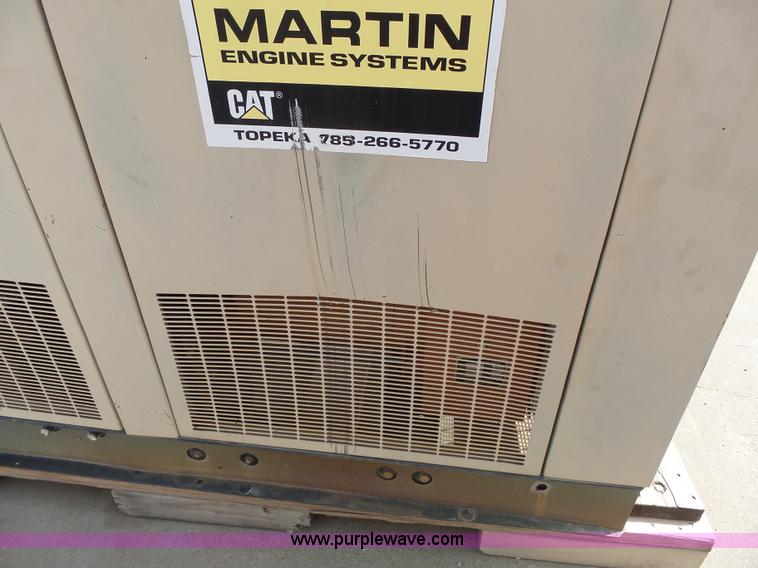 MARTIN
ENGINE SYSTEMS
CAT®
TOPEKA 785-266-5770
www.purplewave.com